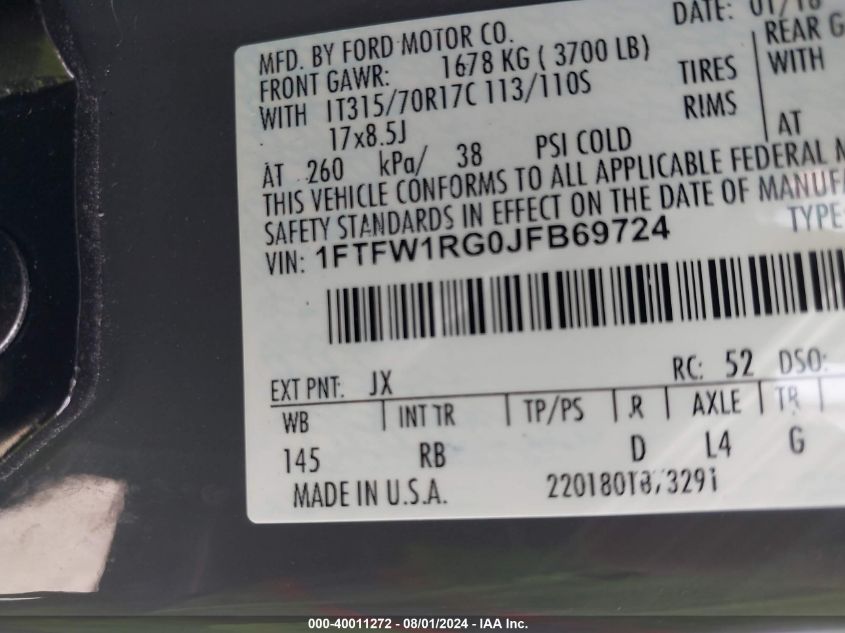 DATE: 01/18
MFD. BY FORD MOTOR CO.
FRONT GAWR: 1678 KG ( 3700 LB)
REAR G
WITH LT315/70R17C 113/110S TIRES
WITH
17x8.5J RIMS
AT 260 kPa/ 38 PSI COLD
AT
THIS VEHICLE CONFORMS TO ALL APPLICABLE FEDERAL M
SAFETY STANDARDS IN EFFECT ON THE DATE OF MANUFA
VIN: 1FTFW1RG0JFB69724
TYPE:
EXT PNT: JX RC: 52 DSO:
WB INT TR TP/PS R AXLE TR
145 RB D L4 G
MADE IN U.S.A.
000-40011272 - 08/01/2024 - IAA Inc.